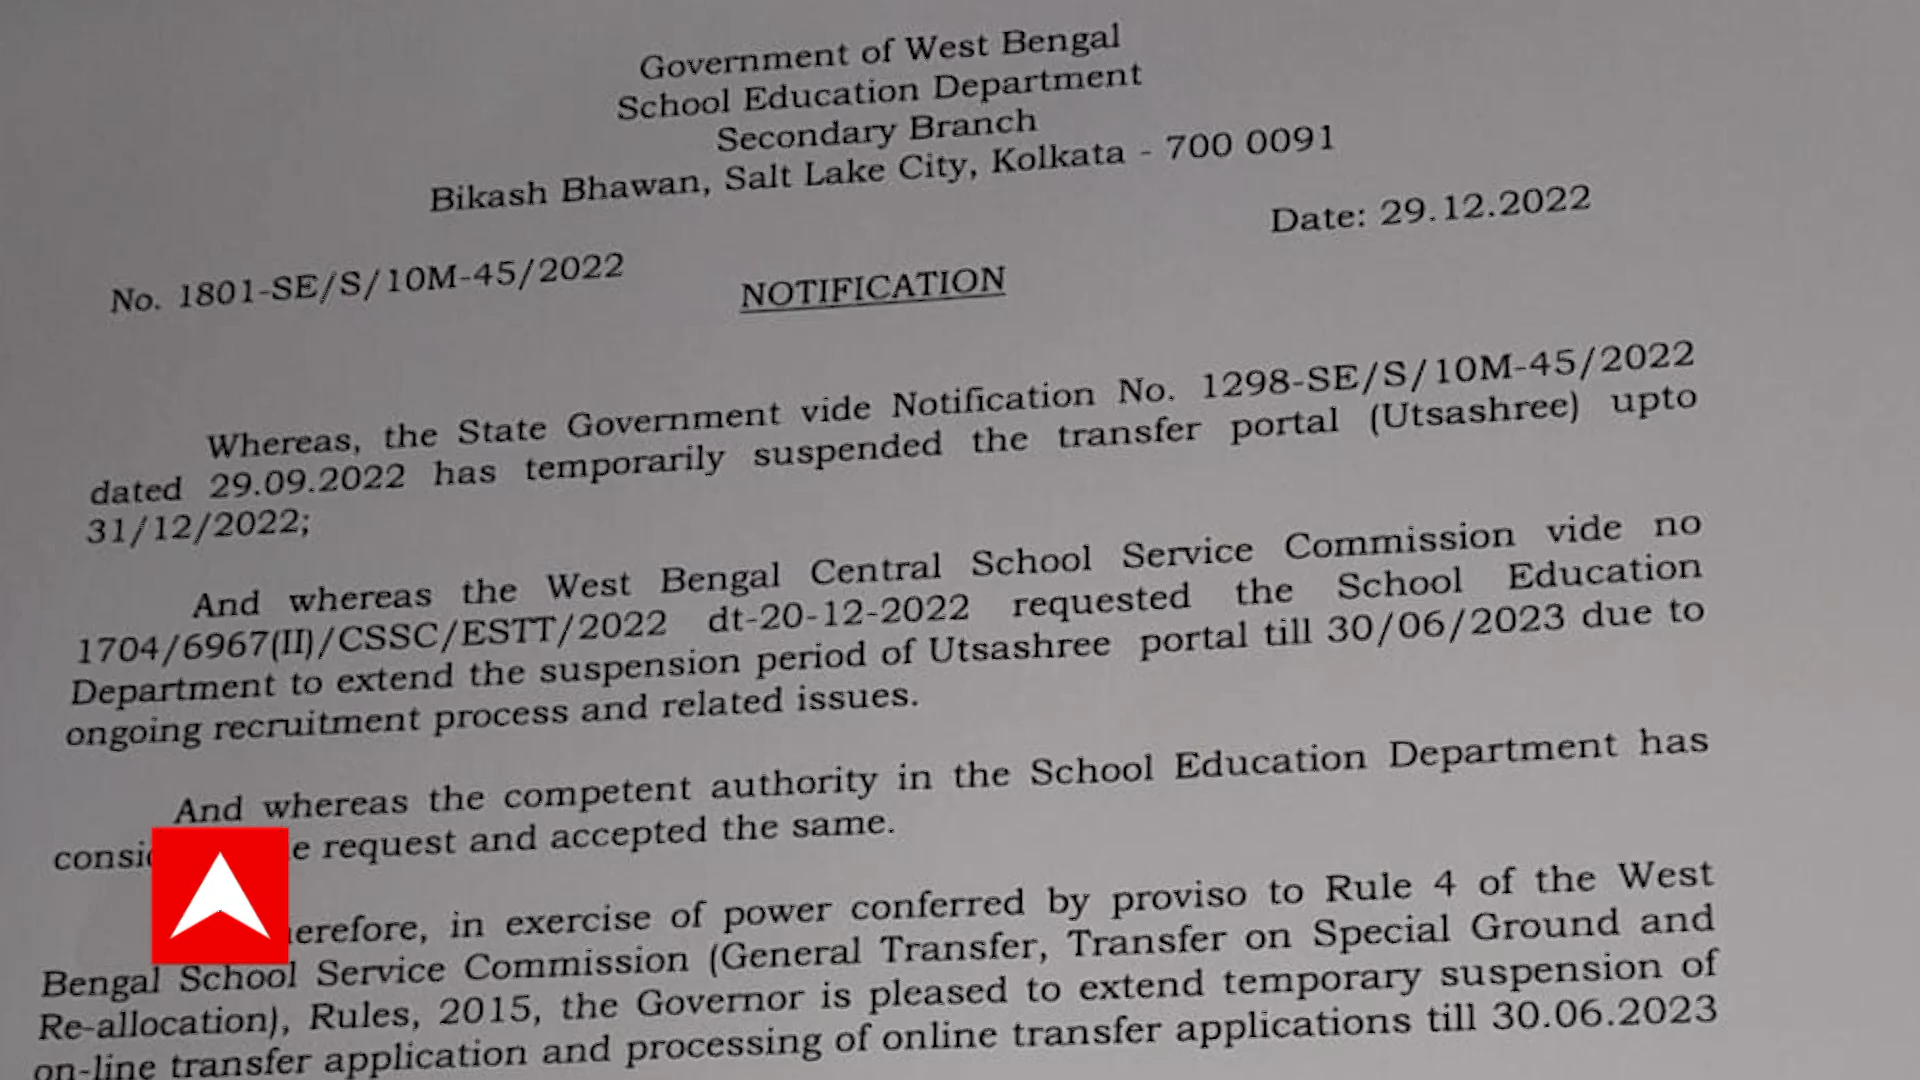 Government of West Bengal
School Education Department
Secondary Branch
Bikash Bhawan, Salt Lake City, Kolkata - 700 0091
Date: 29.12.2022
No. 1801-SE/S/10M-45/2022
NOTIFICATION
Whereas, the State Government vide Notification No. 1298-SE/S/10M-45/2022
dated 29.09.2022 has temporarily suspended the transfer portal (Utsashree) upto
31/12/2022;
And whereas the West Bengal Central School Service Commission vide no
1704/6967(II)/CSSC/ESTT/2022 dt-20-12-2022 requested the School Education
Department to extend the suspension period of Utsashree portal till 30/06/2023 due to
ongoing recruitment process and related issues.
And whereas the competent authority in the School Education Department has
request and accepted the same.
in exercise of power conferred by proviso to Rule 4 of the West
Bengal School Service Commission (General Transfer, Transfer on Special Ground and
Re-allocation), Rules, 2015, the Governor is pleased to extend temporary suspension of
on-line transfer application and processing of online transfer applications till 30.06.2023